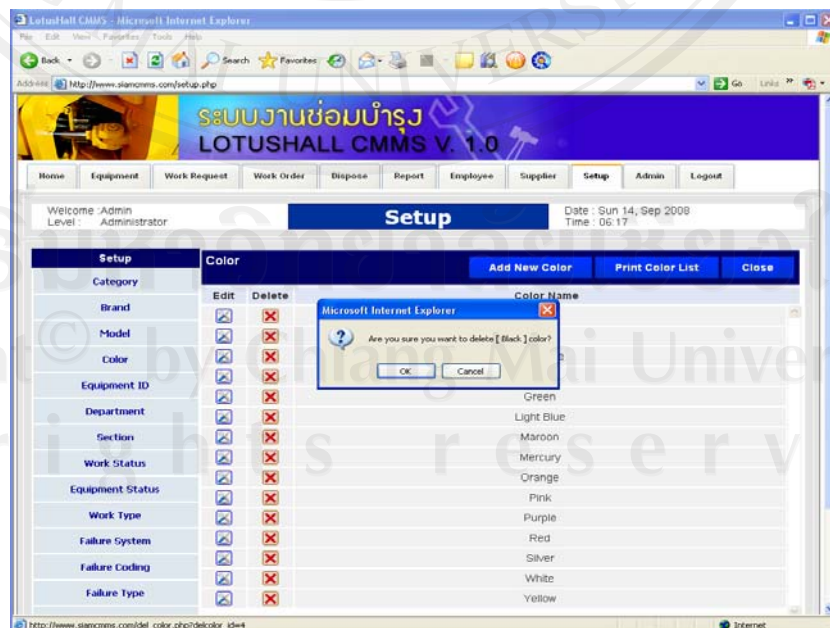 LotusHall CMMS - Microsoft Internet Explorer
File Edit View Favorites Tools Help
Back Search Favorites
Address http://www.siamcmms.com/setup.php Go Links
ระบบงานซ่อมบำรุง
LOTUSHALL CMMS V. 1.0
Home Equipment Work Request Work Order Dispose Report Employee Supplier Setup Admin Logout
Welcome :Admin
Level : Administrator
Setup
Date : Sun 14, Sep 2008
Time : 06:17
Setup
Category
Brand
Model
Color
Equipment ID
Department
Section
Work Status
Equipment Status
Work Type
Failure System
Failure Coding
Failure Type
Color
Add New Color Print Color List Close
Edit Delete Color Name
Microsoft Internet Explorer
Are you sure you want to delete [ Black ] color?
OK Cancel
Green
Light Blue
Maroon
Mercury
Orange
Pink
Purple
Red
Silver
White
Yellow
http://www.siamcmms.com/del_color.php?delcolor_id=4 Internet
by Chiang Mai Univer
rights reserv